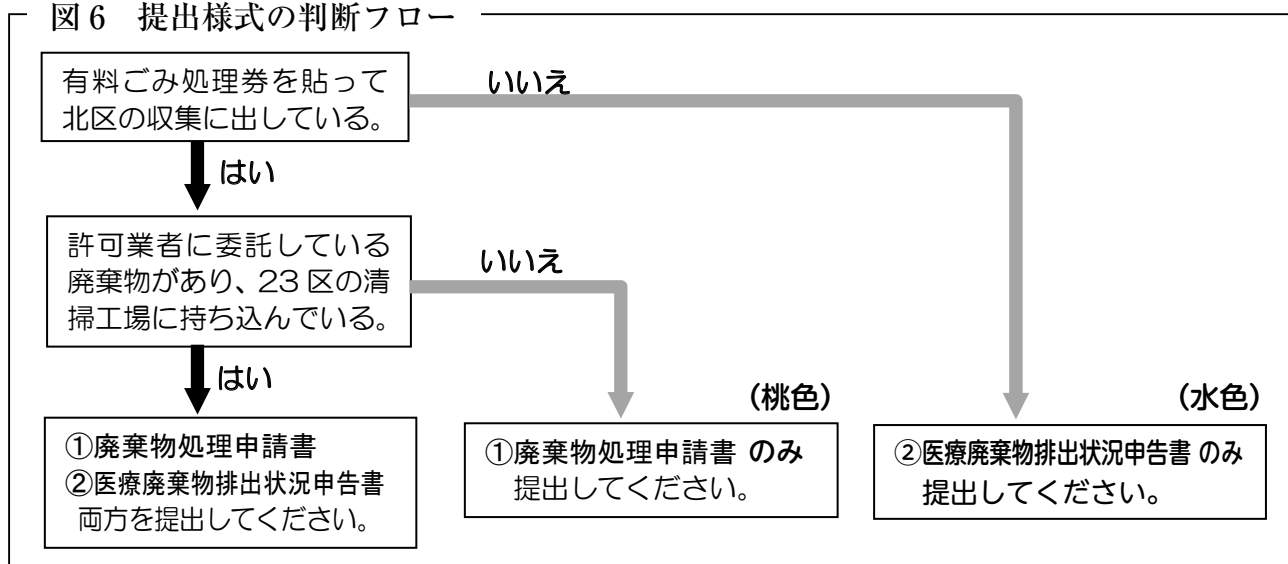 図6 提出様式の判断フロー
有料ごみ処理券を貼って
北区の収集に出している。
いいえ
はい
許可業者に委託している
廃棄物があり、23区の清
掃工場に持ち込んでいる。
いいえ
はい
(桃色)
(水色)
①廃棄物処理申請書
②医療廃棄物排出状況申告書
両方を提出してください。
①廃棄物処理申請書 のみ
提出してください。
②医療廃棄物排出状況申告書 のみ
提出してください。